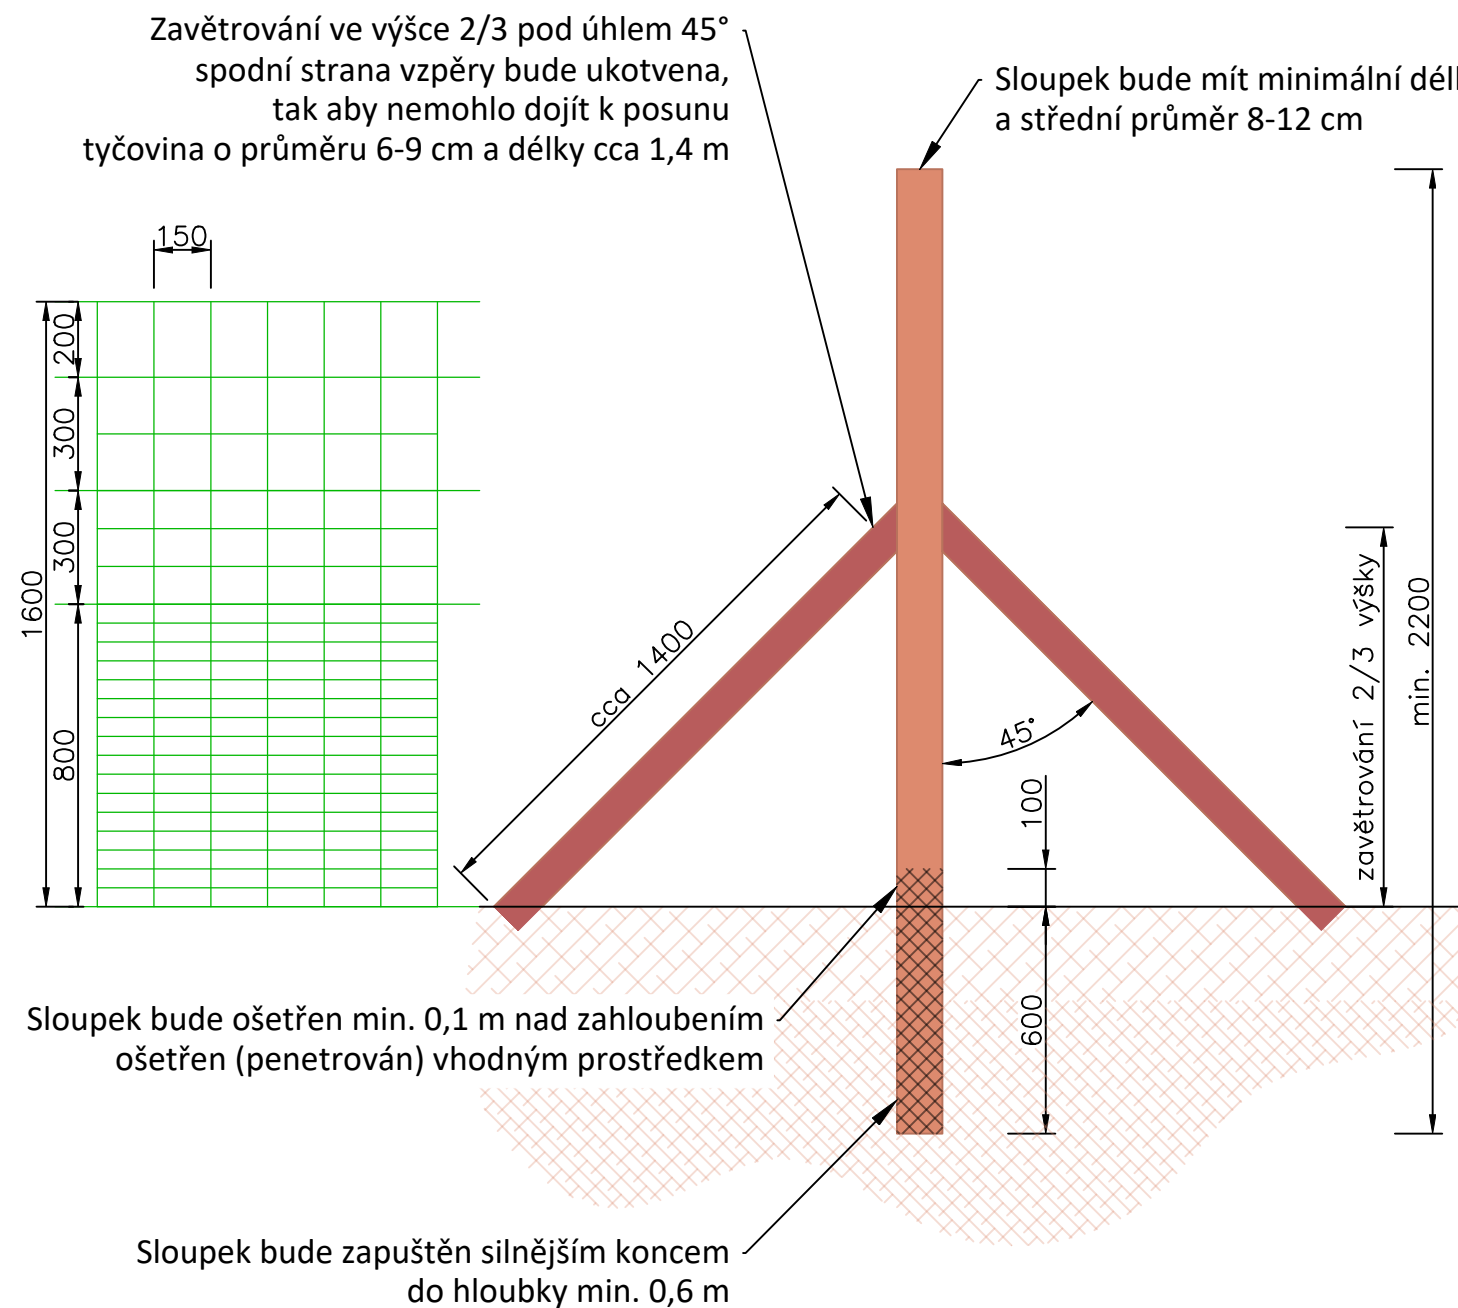 Zavětrování ve výšce 2/3 pod úhlem 45°
spodní strana vzpěry bude ukotvena,
tak aby nemohlo dojít k posunu
tyčovina o průměru 6-9 cm a délky cca 1,4 m
Sloupek bude mít minimální
a střední průměr 8-12 cm
150
200
300
300
1600
800
cca 1400
45°
100
600
zavětrování 2/3 výšky
min. 2200
Sloupek bude ošetřen min. 0,1 m nad zahloubením
ošetřen (penetrován) vhodným prostředkem
Sloupek bude zapuštěn silnějším koncem
do hloubky min. 0,6 m